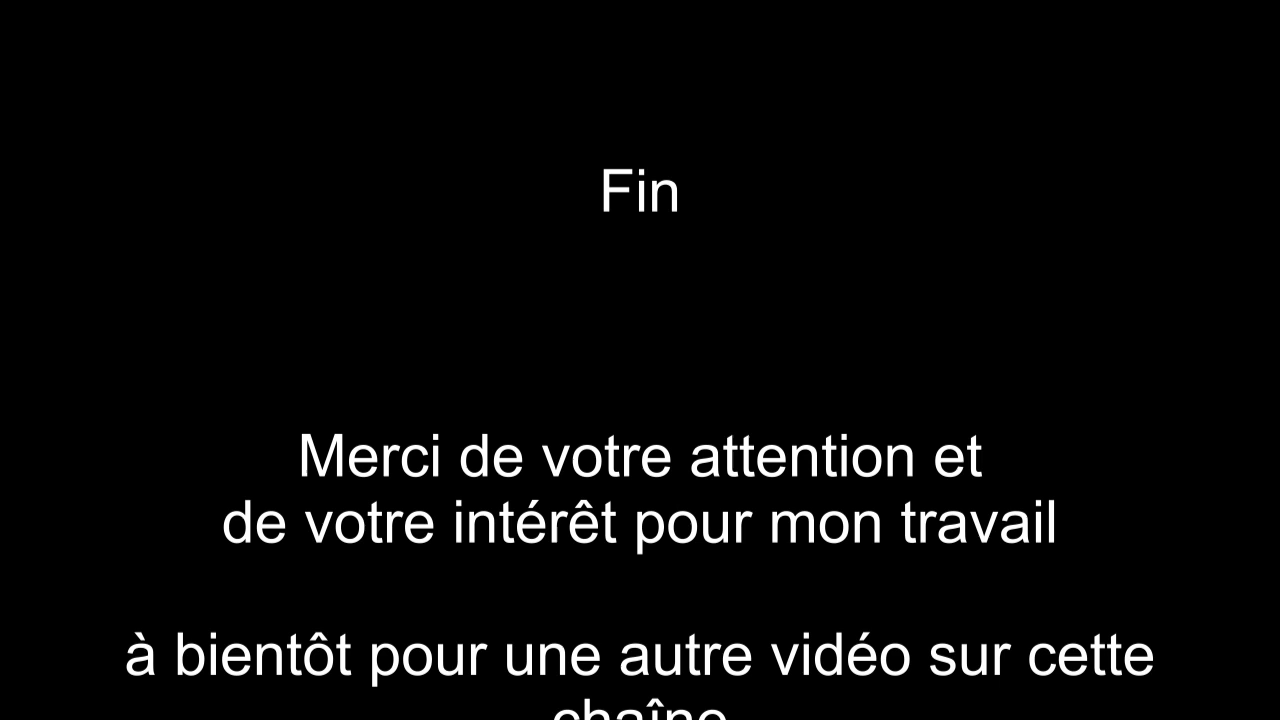 Fin
Merci de votre attention et
de votre intérêt pour mon travail
à bientôt pour une autre vidéo sur cette
chaîne